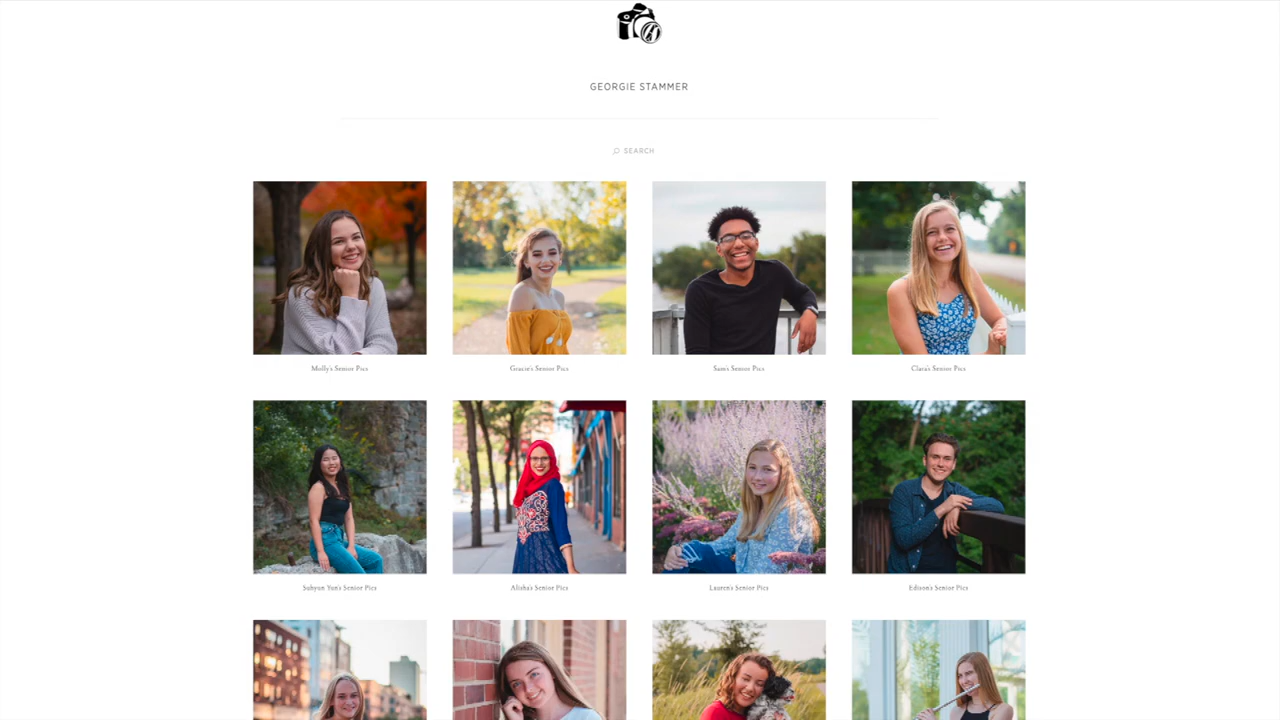 GEORGIE STAMMER
SEARCH
Molly's Senior Pics
Gracie's Senior Pics
Sam's Senior Pics
Clara's Senior Pics
Suhyon Yun's Senior Pics
Alisha's Senior Pics
Lauren's Senior Pics
Edison's Senior Pics